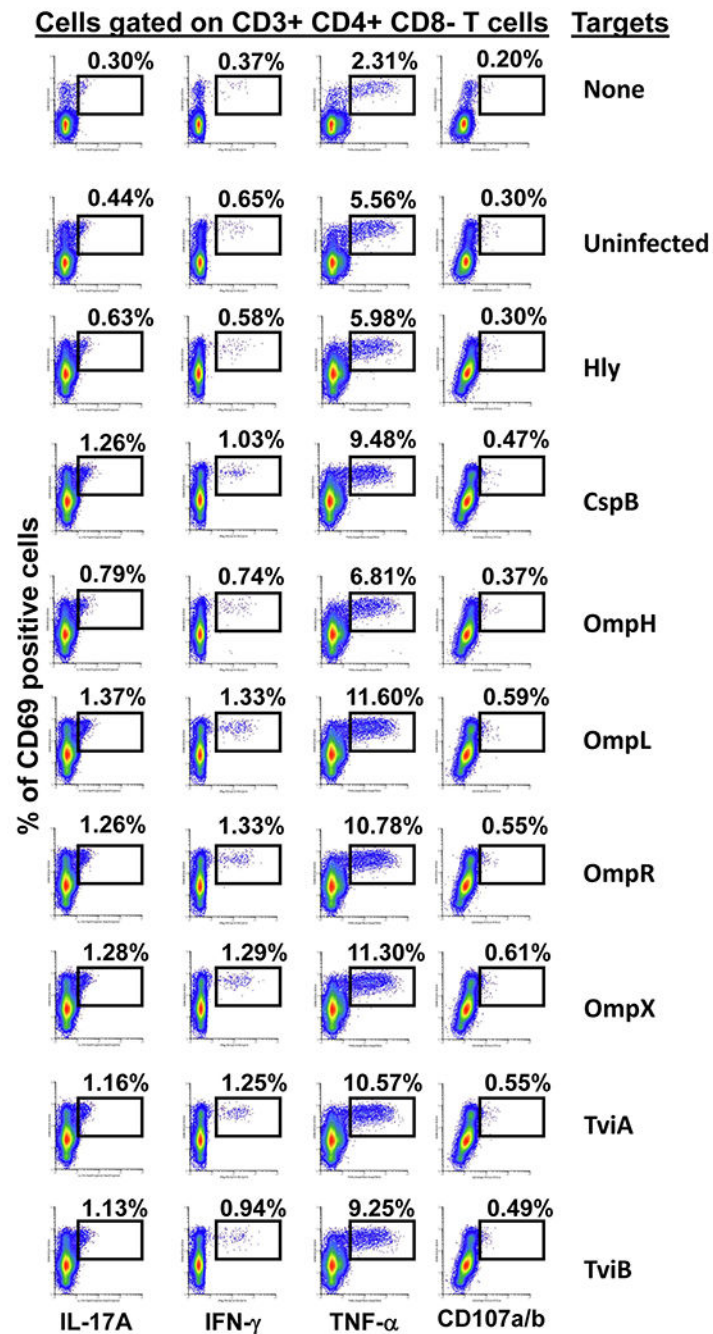 Cells gated on CD3+ CD4+ CD8- T cells Targets
0.30% 0.37% 2.31% 0.20% None
0.44% 0.65% 5.56% 0.30% Uninfected
0.63% 0.58% 5.98% 0.30% Hly
1.26% 1.03% 9.48% 0.47% CspB
0.79% 0.74% 6.81% 0.37% OmpH
1.37% 1.33% 11.60% 0.59% OmpL
1.26% 1.33% 10.78% 0.55% OmpR
1.28% 1.29% 11.30% 0.61% OmpX
1.16% 1.25% 10.57% 0.55% TviA
1.13% 0.94% 9.25% 0.49% TviB
% of CD69 positive cells
IL-17A IFN-γ TNF-α CD107a/b